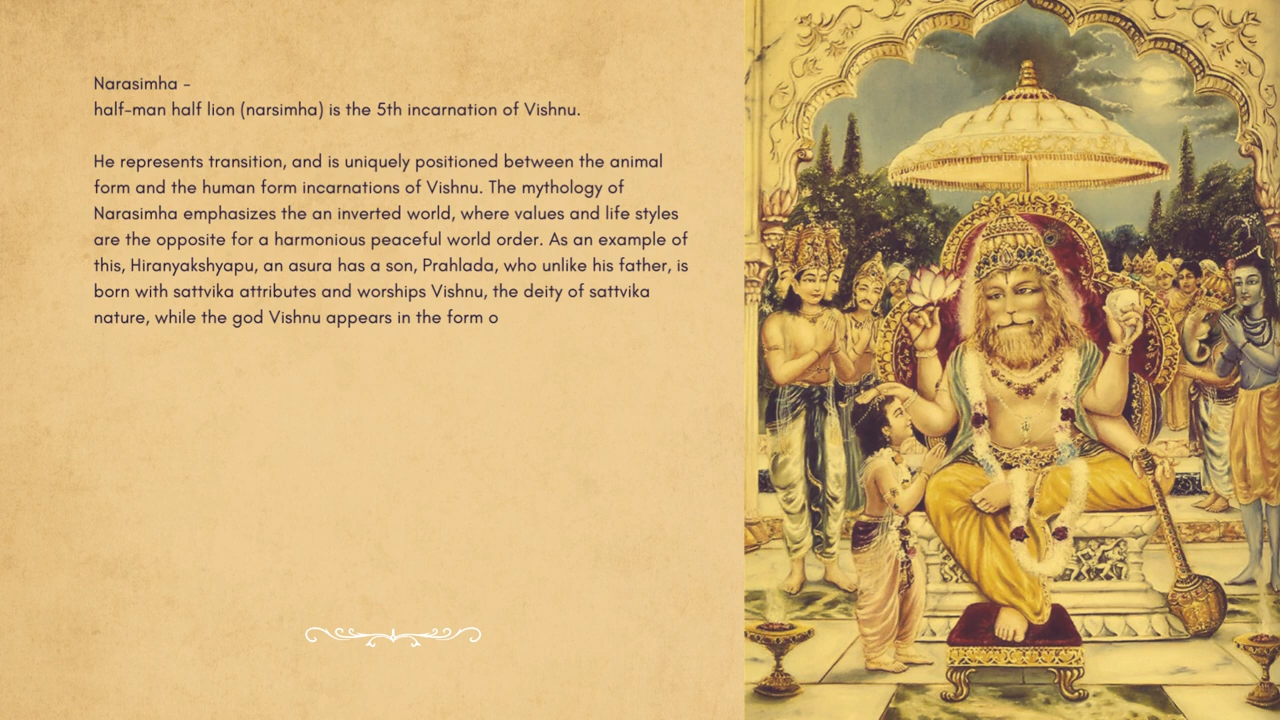 Narasimha -
half-man half lion (narsimha) is the 5th incarnation of Vishnu.
He represents transition, and is uniquely positioned between the animal
form and the human form incarnations of Vishnu. The mythology of
Narasimha emphasizes the an inverted world, where values and life styles
are the opposite for a harmonious peaceful world order. As an example of
this, Hiranyakshyapu, an asura has a son, Prahlada, who unlike his father, is
born with sattvika attributes and worships Vishnu, the deity of sattvika
nature, while the god Vishnu appears in the form o